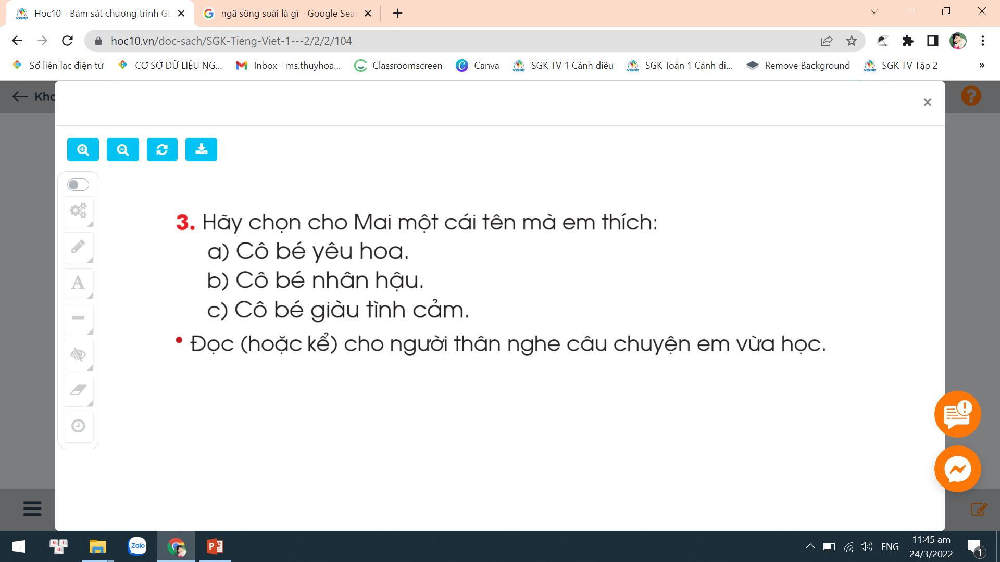 Hoc10 - Bám sát chương trình GD
ngã sõng soài là gì - Google Sear
hoc10.vn/doc-sach/SGK-Tieng-Viet-1---2/2/2/104
Sổ liên lạc điện tử
CƠ SỞ DỮ LIỆU NG...
Inbox - ms.thuyhoa...
Classroomscreen
Canva
SGK TV 1 Cánh diều
SGK Toán 1 Cánh di...
Remove Background
SGK TV Tập 2
»
Kho
3. Hãy chọn cho Mai một cái tên mà em thích:
a) Cô bé yêu hoa.
b) Cô bé nhân hậu.
c) Cô bé giàu tình cảm.
• Đọc (hoặc kể) cho người thân nghe câu chuyện em vừa học.
Zalo
ENG
11:45 am
24/3/2022
1